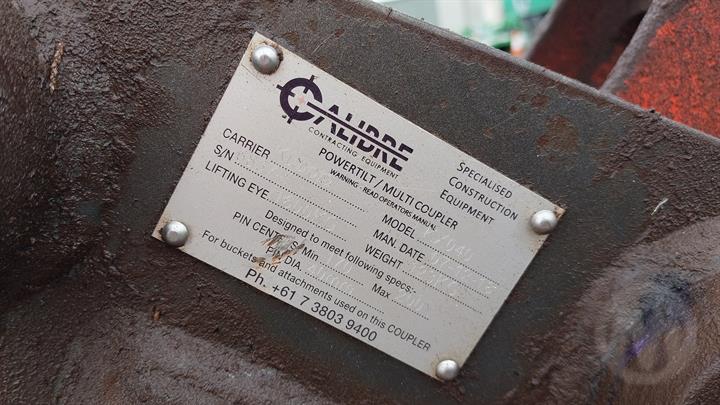 CALIBRE
CONTRACTING EQUIPMENT
SPECIALISED
CONSTRUCTION
EQUIPMENT
POWERTILT / MULTI COUPLER
WARNING - READ OPERATORS MANUAL
CARRIER
S/N
LIFTING EYE
MODEL
MAN. DATE
WEIGHT
Designed to meet following specs:-
PIN CENTRES: Min Max
PIN DIA.
For buckets and attachments used on this COUPLER
Ph. +61 7 3803 9400